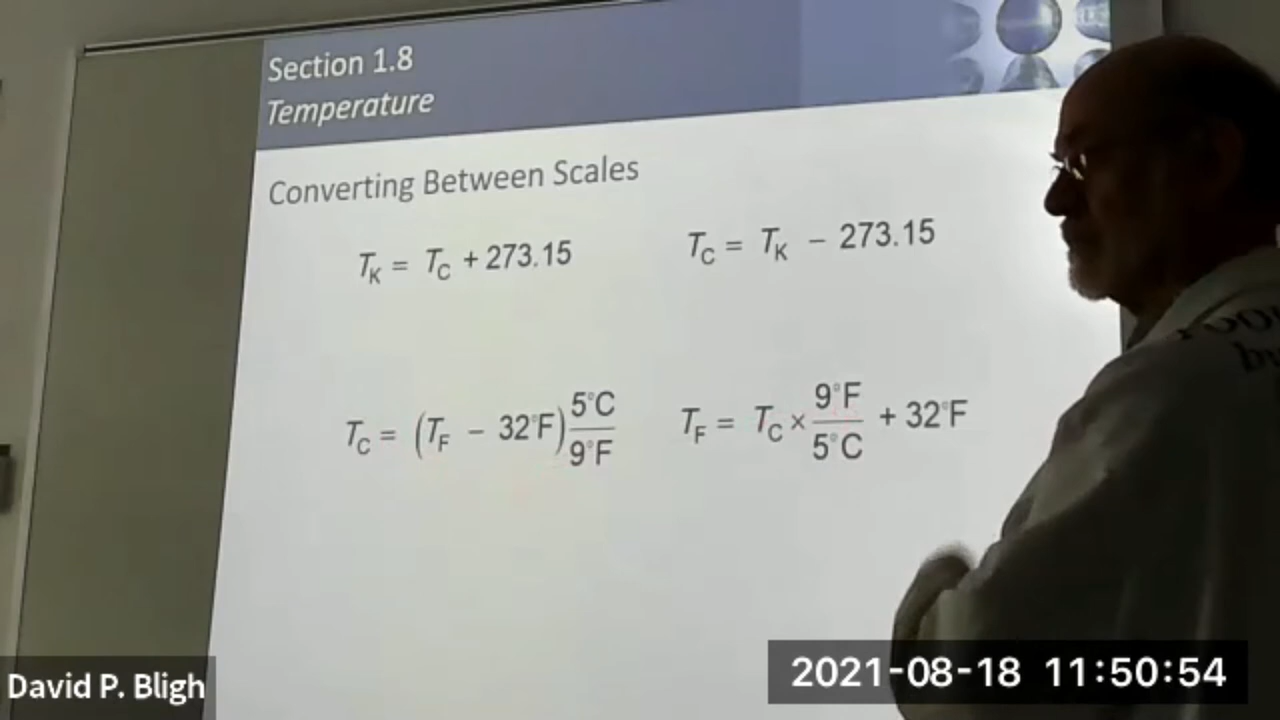 Section 1.8
Temperature
Converting Between Scales
T_K = T_C + 273.15
T_C = T_K − 273.15
T_C = (T_F − 32°F) 5°C/9°F
T_F = T_C × 9°F/5°C + 32°F
David P. Bligh
2021-08-18 11:50:54